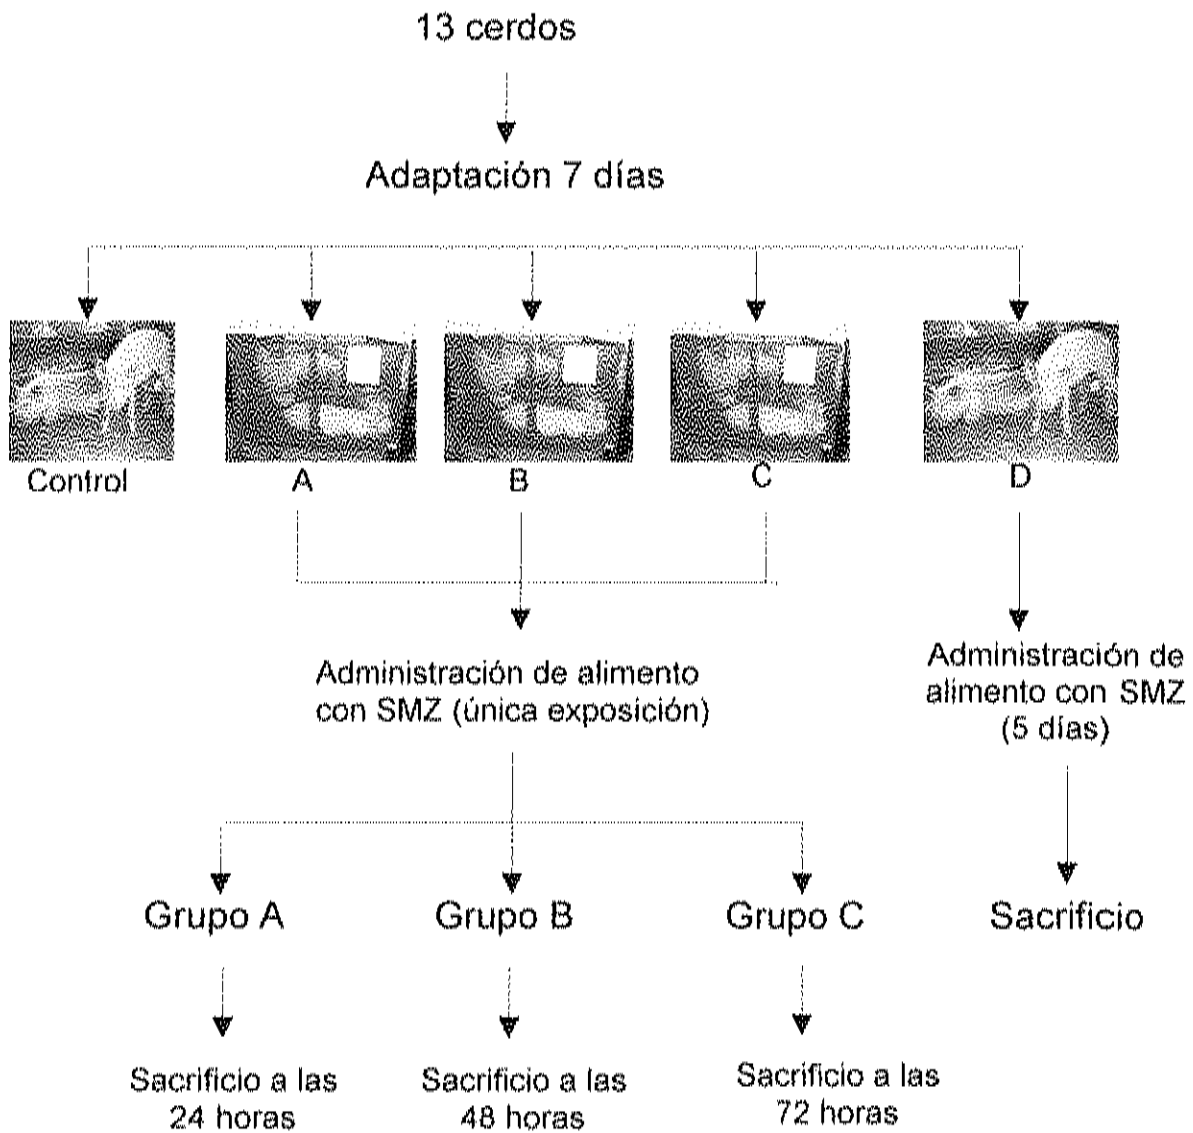 13 cerdos
Adaptación 7 días
Control
A
B
C
D
Administración de alimento
con SMZ (única exposición)
Administración de
alimento con SMZ
(5 días)
Grupo A
Grupo B
Grupo C
Sacrificio
Sacrificio a las
24 horas
Sacrificio a las
48 horas
Sacrificio a las
72 horas